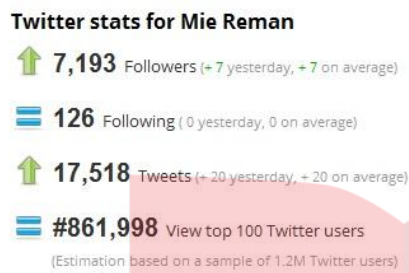 Twitter stats for Mie Reman
7,193 Followers (+ 7 yesterday, + 7 on average)
126 Following ( 0 yesterday, 0 on average)
17,518 Tweets (+ 20 yesterday, + 20 on average)
#861,998 View top 100 Twitter users
(Estimation based on a sample of 1.2M Twitter users)